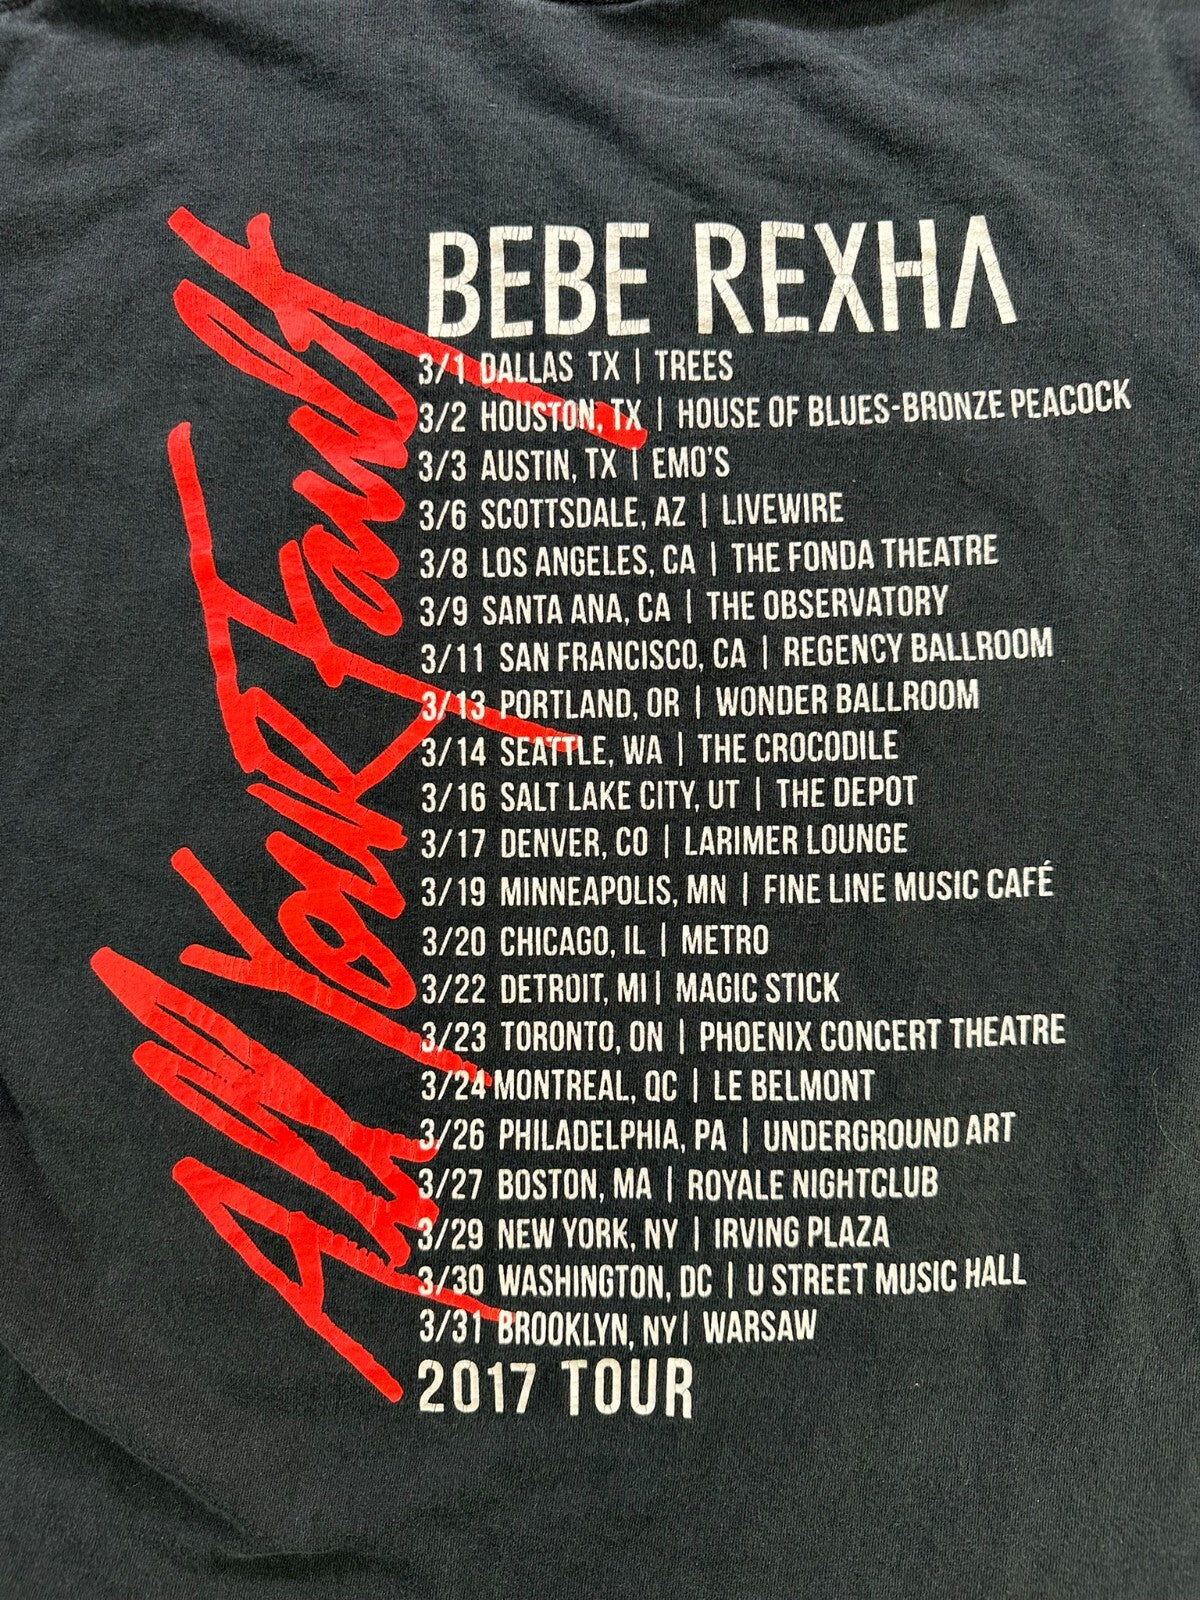 BEBE REXHA
3/1 DALLAS TX | TREES
3/2 HOUSTON, TX | HOUSE OF BLUES-BRONZE PEACOCK
3/3 AUSTIN, TX | EMO'S
3/6 SCOTTSDALE, AZ | LIVEWIRE
3/8 LOS ANGELES, CA | THE FONDA THEATRE
3/9 SANTA ANA, CA | THE OBSERVATORY
3/11 SAN FRANCISCO, CA | REGENCY BALLROOM
3/13 PORTLAND, OR | WONDER BALLROOM
3/14 SEATTLE, WA | THE CROCODILE
3/16 SALT LAKE CITY, UT | THE DEPOT
3/17 DENVER, CO | LARIMER LOUNGE
3/19 MINNEAPOLIS, MN | FINE LINE MUSIC CAFÉ
3/20 CHICAGO, IL | METRO
3/22 DETROIT, MI | MAGIC STICK
3/23 TORONTO, ON | PHOENIX CONCERT THEATRE
3/24 MONTREAL, QC | LE BELMONT
3/26 PHILADELPHIA, PA | UNDERGROUND ART
3/27 BOSTON, MA | ROYALE NIGHTCLUB
3/29 NEW YORK, NY | IRVING PLAZA
3/30 WASHINGTON, DC | U STREET MUSIC HALL
3/31 BROOKLYN, NY | WARSAW
2017 TOUR
All Your Fault